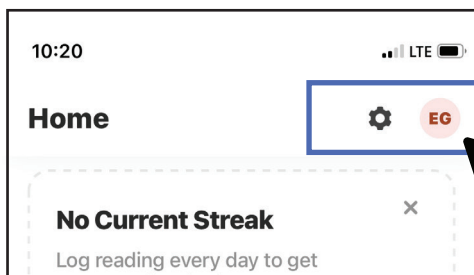 10:20 LTE
Home EG
No Current Streak
Log reading every day to get